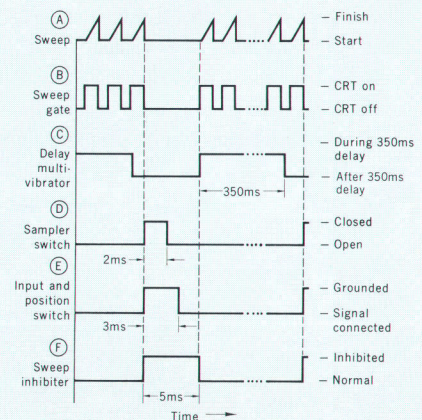 A
Sweep
Finish
Start
B
Sweep
gate
CRT on
CRT off
C
Delay
multi-
vibrator
During 350ms
delay
After 350ms
delay
350ms
D
Sampler
switch
Closed
Open
2ms
E
Input and
position
switch
Grounded
Signal
connected
3ms
F
Sweep
inhibiter
Inhibited
Normal
5ms
Time